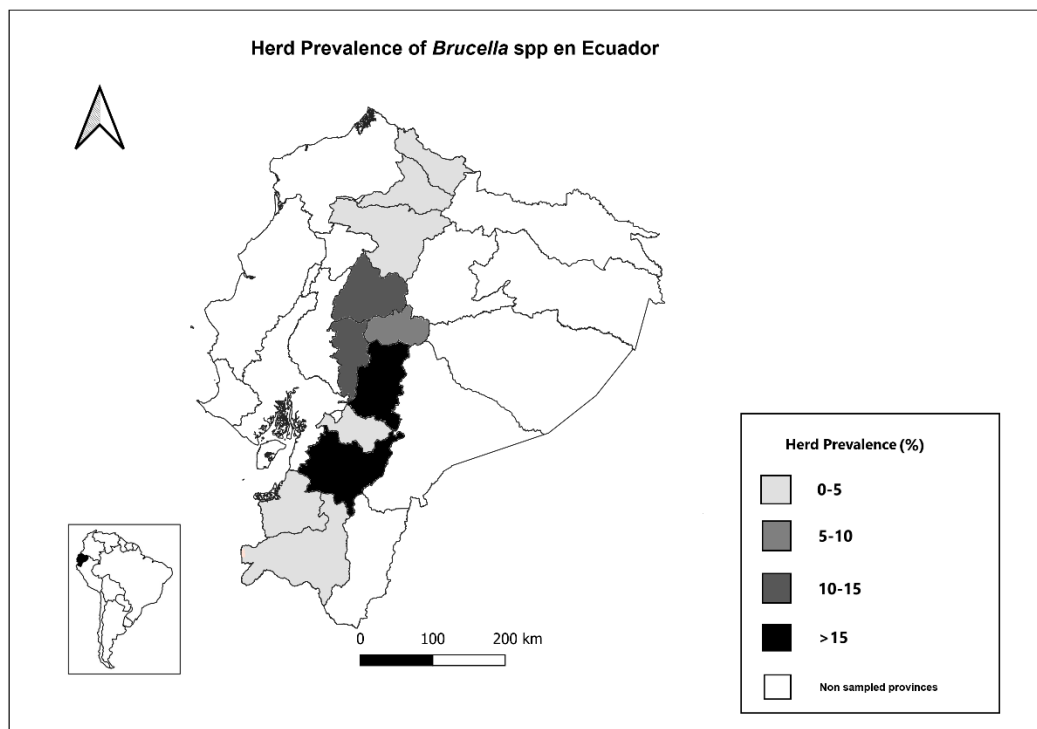 Herd Prevalence of Brucella spp en Ecuador
Herd Prevalence (%)
0-5
5-10
10-15
>15
Non sampled provinces
0 100 200 km